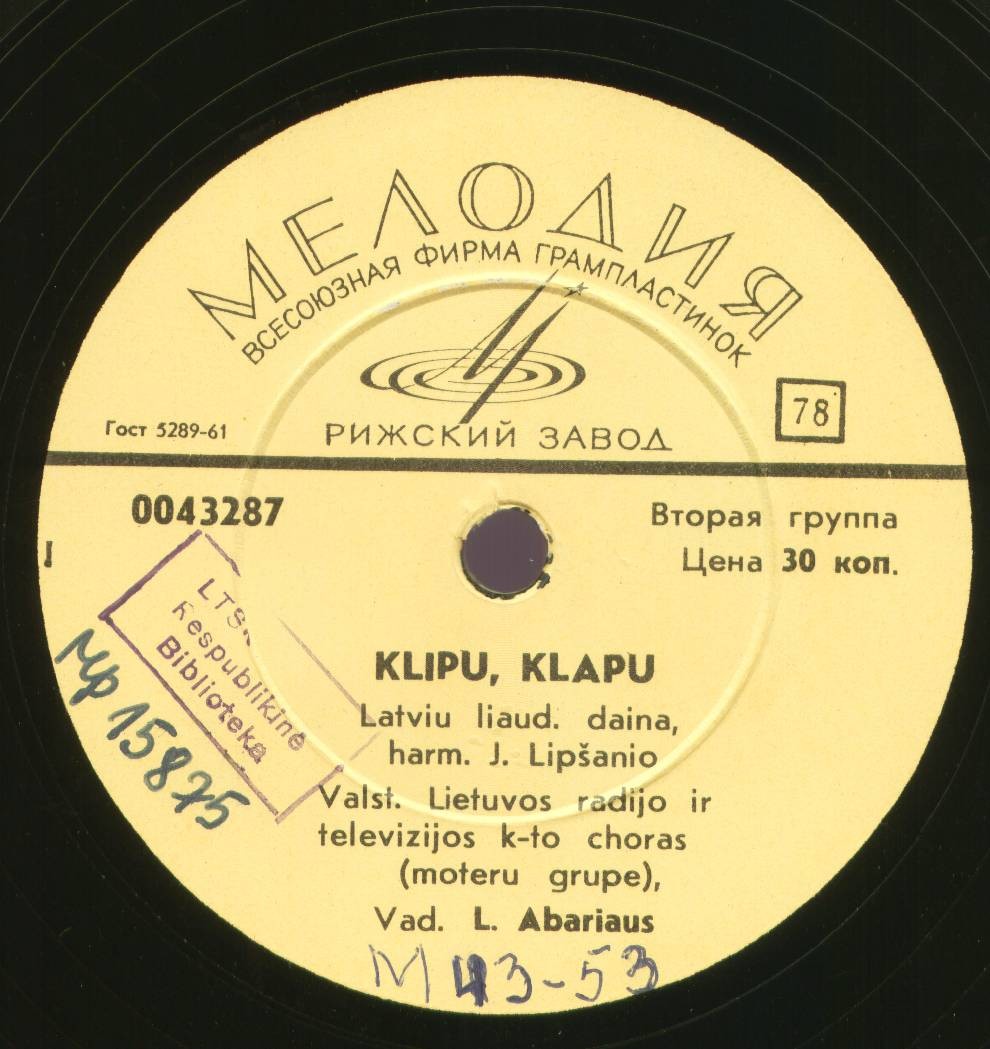 МЕЛОДИЯ
ВСЕСОЮЗНАЯ ФИРМА ГРАМПЛАСТИНОК
78
Гост 5289-61
РИЖСКИЙ ЗАВОД
0043287
Вторая группа
I
Цена 30 коп.
LTSR
Respublikinė
Biblioteka
Мр 15875
KLIPU, KLAPU
Latviu liaud. daina,
harm. J. Lipšanio
Valst. Lietuvos radijo ir
televizijos k-to choras
(moteru grupe),
Vad. L. Abariaus
M 43-53